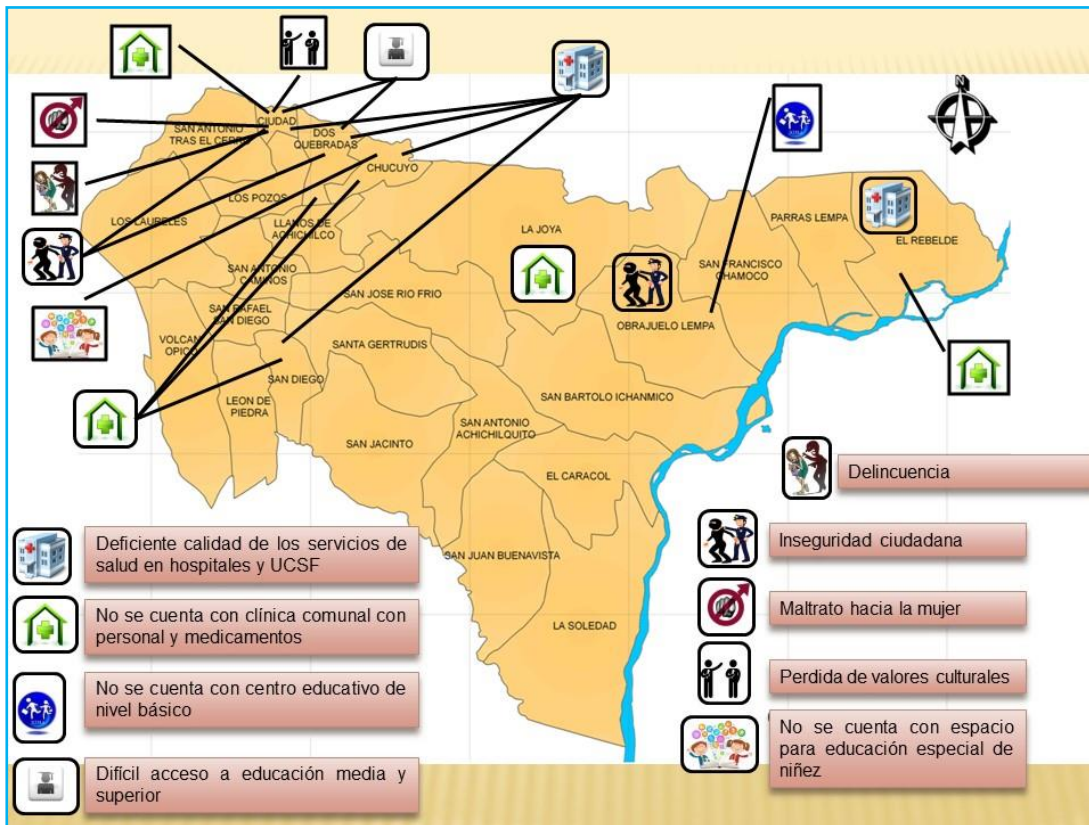 N
CIUDAD
SAN ANTONIO
TRAS EL CERRO
DOS
QUEBRADAS
CHUCUYO
LOS LAURELES
LOS POZOS
LLANOS DE
ACHICHILCO
LA JOYA
PARRAS LEMPA
EL REBELDE
SAN FRANCISCO
CHAMOCO
SAN ANTONIO
CAMINOS
SAN JOSE RIO FRIO
OBRAJUELO LEMPA
SAN RAFAEL
SAN DIEGO
VOLCAN
OPICO
SANTA GERTRUDIS
SAN DIEGO
LEON DE
PIEDRA
SAN BARTOLO ICHANMICO
SAN JACINTO
SAN ANTONIO
ACHICHILQUITO
EL CARACOL
SAN JUAN BUENAVISTA
LA SOLEDAD
Deficiente calidad de los servicios de
salud en hospitales y UCSF
No se cuenta con clínica comunal con
personal y medicamentos
No se cuenta con centro educativo de
nivel básico
Difícil acceso a educación media y
superior
Delincuencia
Inseguridad ciudadana
Maltrato hacia la mujer
Perdida de valores culturales
No se cuenta con espacio
para educación especial de
niñez